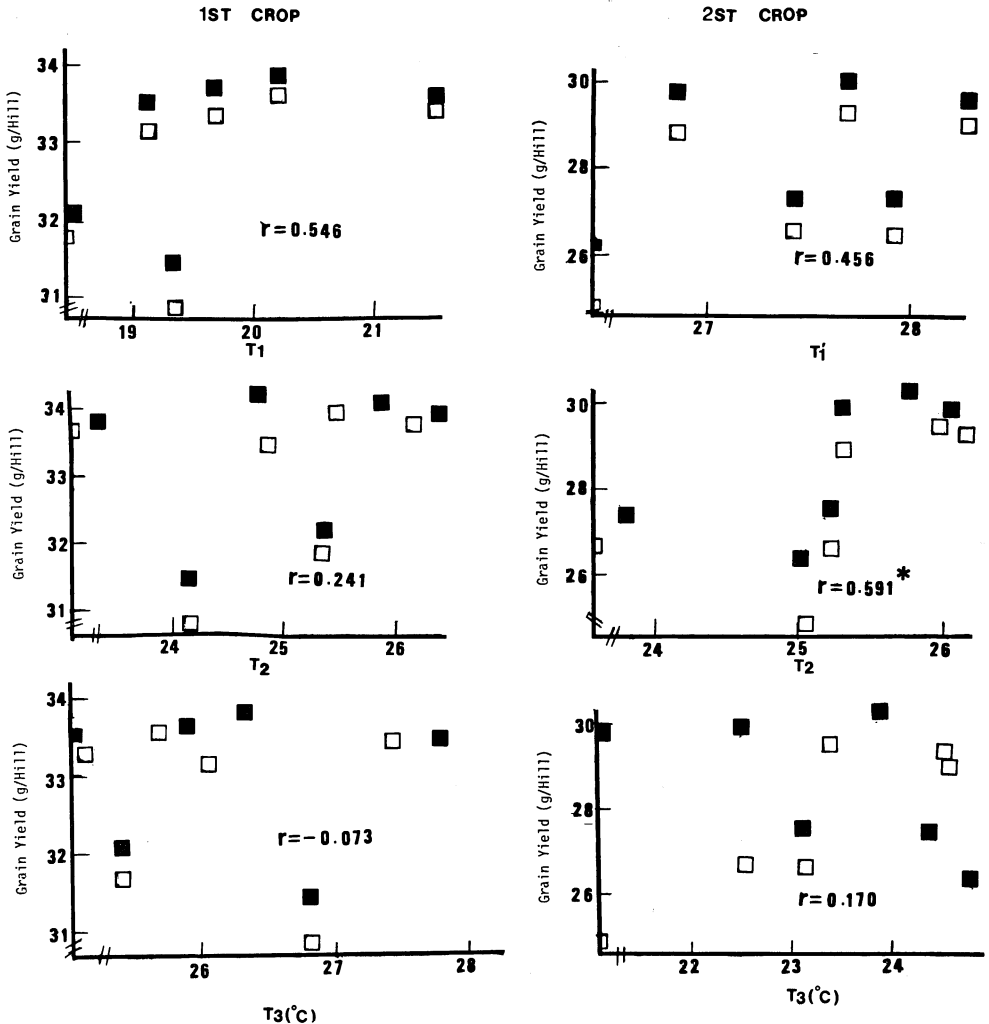 1ST CROP
2ST CROP
Grain Yield (g/Hill)
34
33
32
31
r=0.546
19 20 21
T1
Grain Yield (g/Hill)
30
28
26
r=0.456
27 28
T1'
Grain Yield (g/Hill)
34
33
32
31
r=0.241
24 25 26
T2
Grain Yield (g/Hill)
30
28
26
r=0.591*
24 25 26
T2
Grain Yield (g/Hill)
34
33
32
31
r=-0.073
26 27 28
T3(°C)
Grain Yield (g/Hill)
30
28
26
r=0.170
22 23 24
T3(°C)